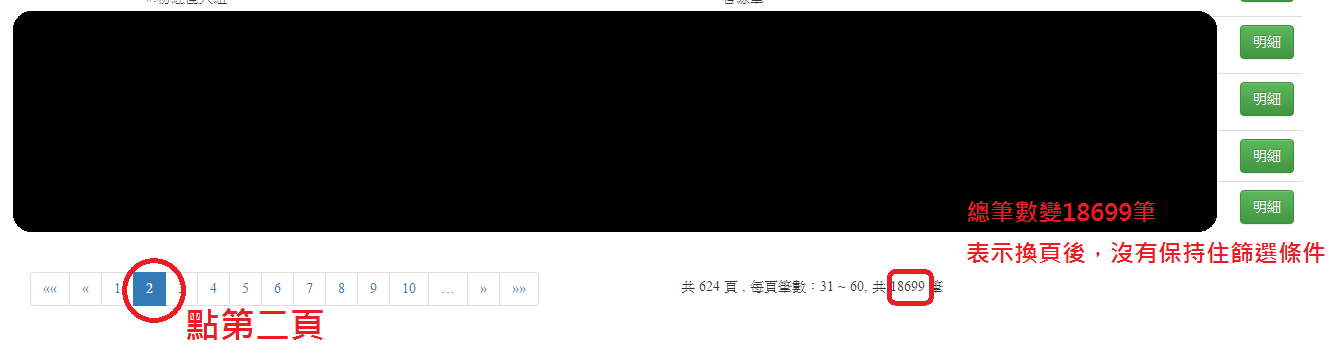 明細
明細
明細
總筆數變18699筆
明細
表示換頁後，沒有保持住篩選條件
«« « 1 2 3 4 5 6 7 8 9 10 … » »»
共 624 頁 , 每頁筆數：31 ~ 60, 共 18699 筆
點第二頁